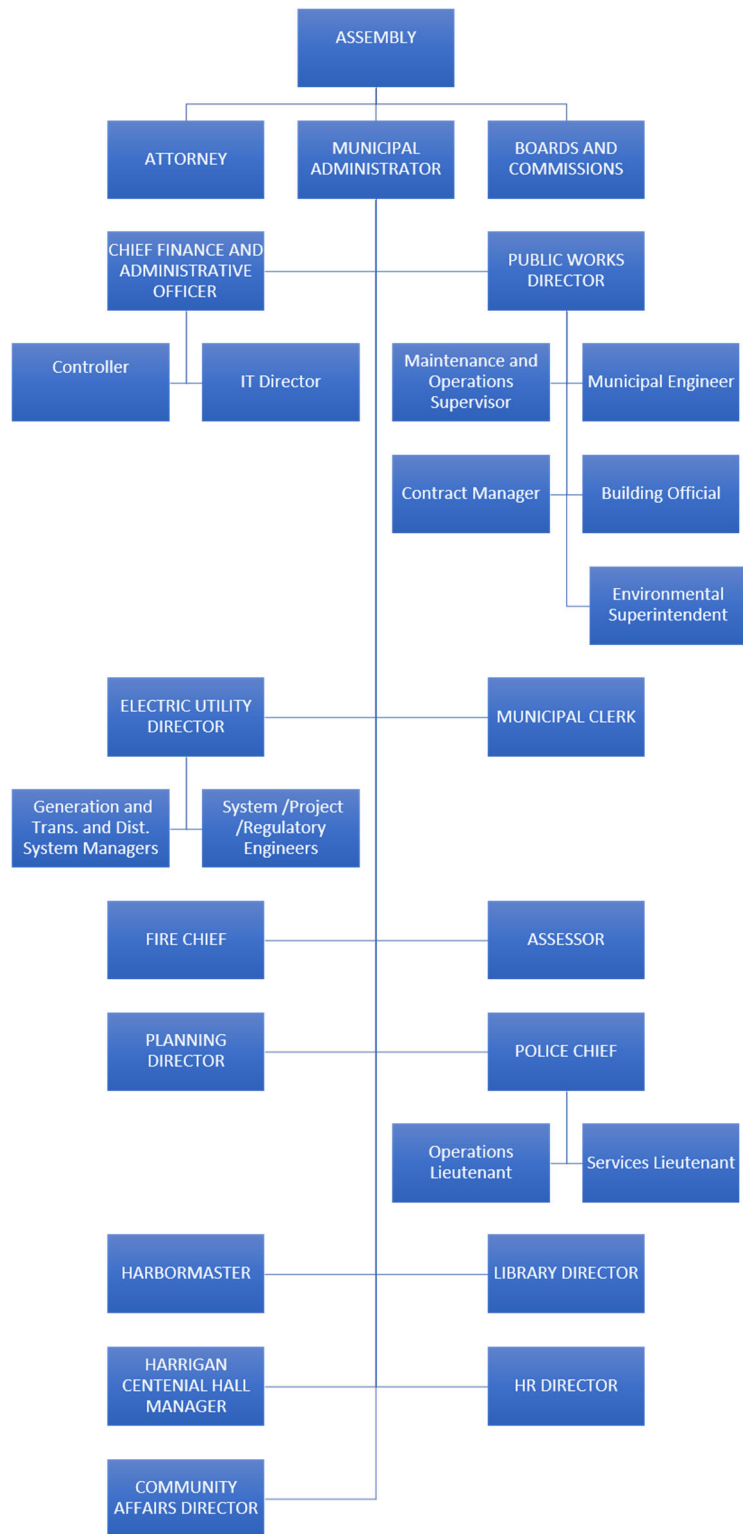 ASSEMBLY
ATTORNEY
MUNICIPAL
ADMINISTRATOR
BOARDS AND
COMMISSIONS
CHIEF FINANCE AND
ADMINISTRATIVE
OFFICER
PUBLIC WORKS
DIRECTOR
Controller
IT Director
Maintenance and
Operations
Supervisor
Municipal Engineer
Contract Manager
Building Official
Environmental
Superintendent
ELECTRIC UTILITY
DIRECTOR
MUNICIPAL CLERK
Generation and
Trans. and Dist.
System Managers
System /Project
/Regulatory
Engineers
FIRE CHIEF
ASSESSOR
PLANNING
DIRECTOR
POLICE CHIEF
Operations
Lieutenant
Services Lieutenant
HARBORMASTER
LIBRARY DIRECTOR
HARRIGAN
CENTENIAL HALL
MANAGER
HR DIRECTOR
COMMUNITY
AFFAIRS DIRECTOR